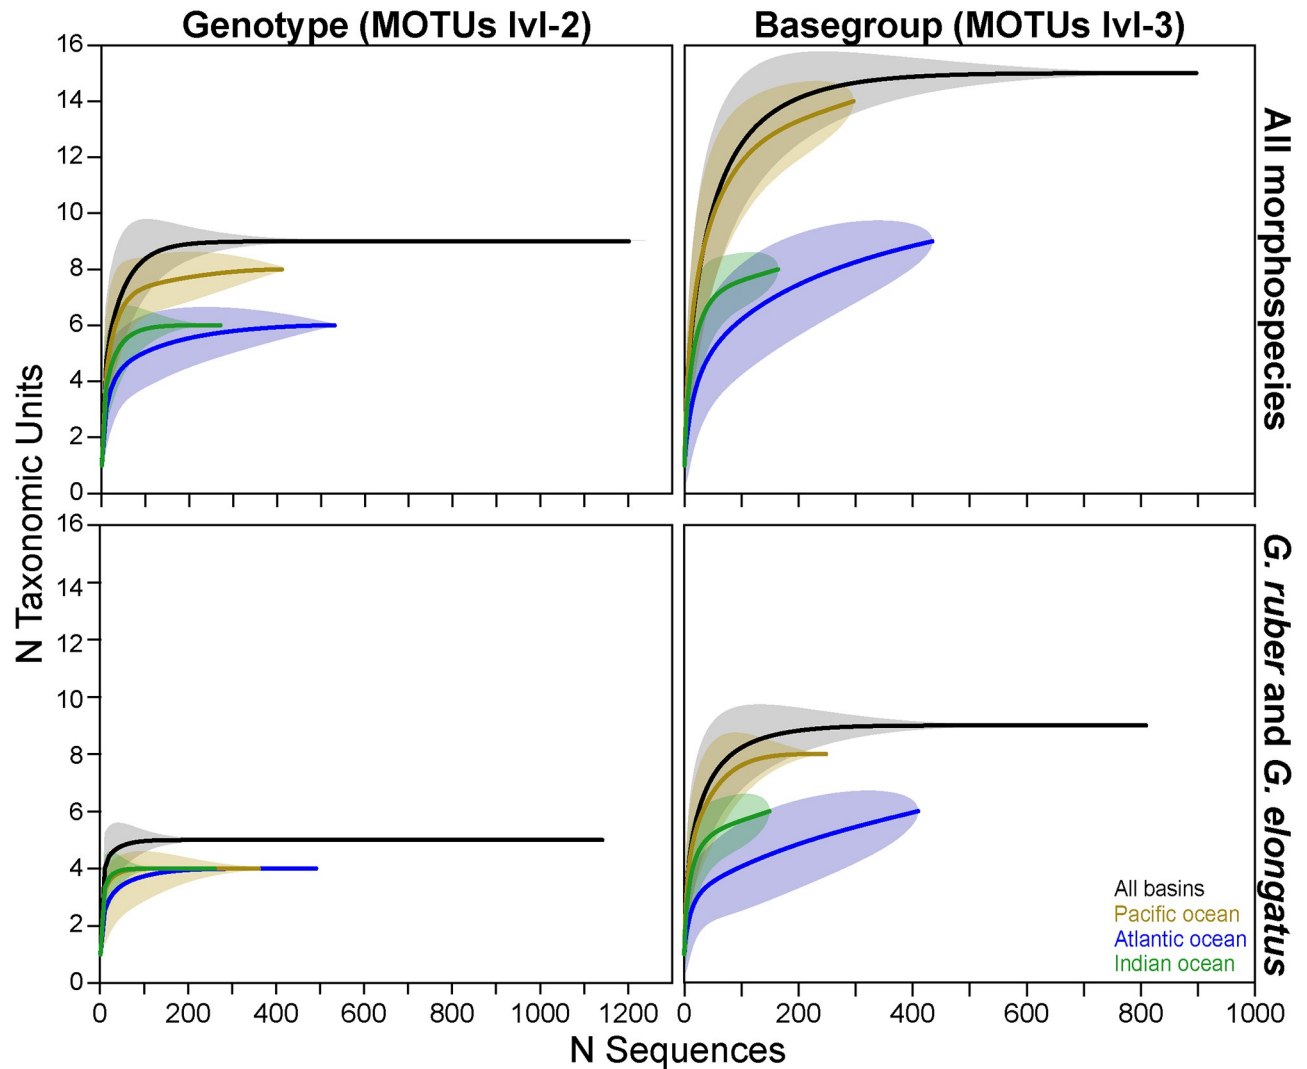 Genotype (MOTUs lvl-2)
Basegroup (MOTUs lvl-3)
16
14
12
10
8
6
4
2
0
All morphospecies
N Taxonomic Units
16
14
12
10
8
6
4
2
0
G. ruber and G. elongatus
All basins
Pacific ocean
Atlantic ocean
Indian ocean
0 200 400 600 800 1000 1200
0 200 400 600 800 1000
N Sequences